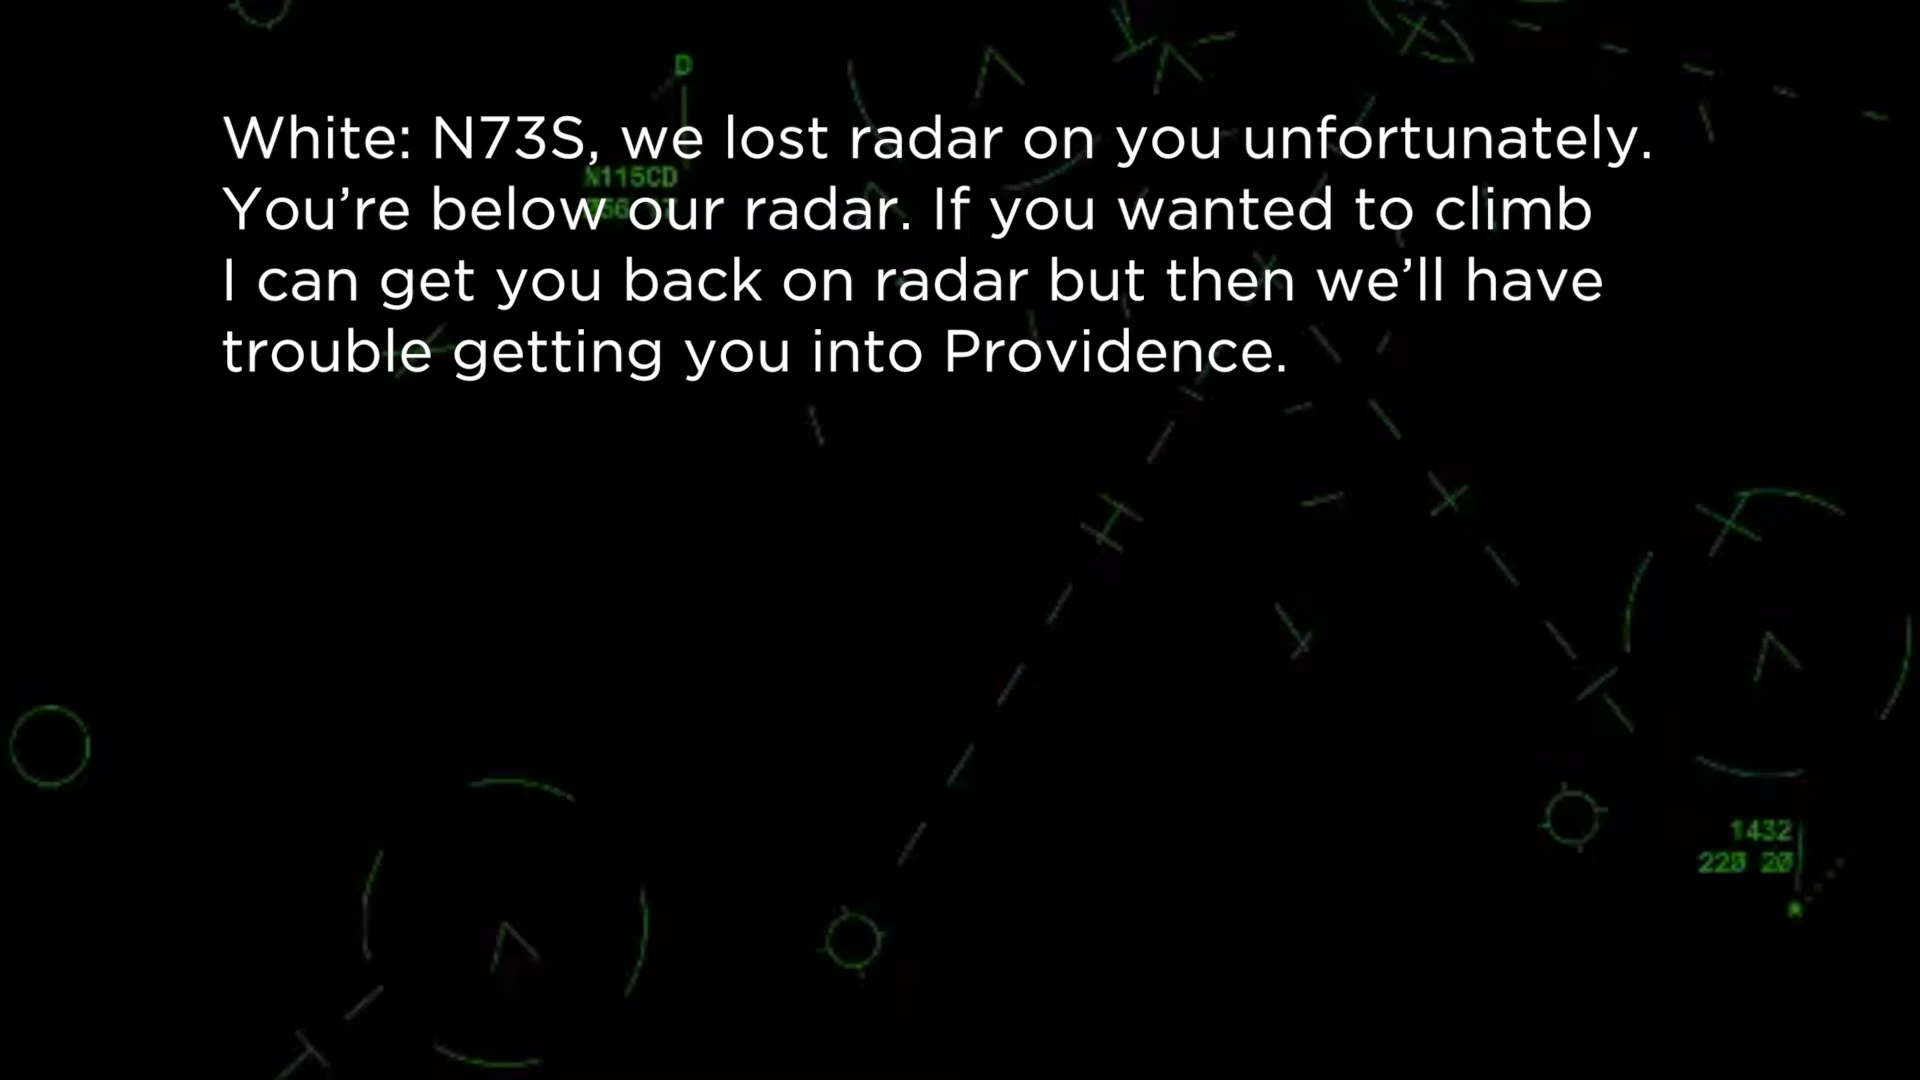 D
White: N73S, we lost radar on you unfortunately.
N115CD
You’re below our radar. If you wanted to climb
I can get you back on radar but then we’ll have
trouble getting you into Providence.
1432
220 20